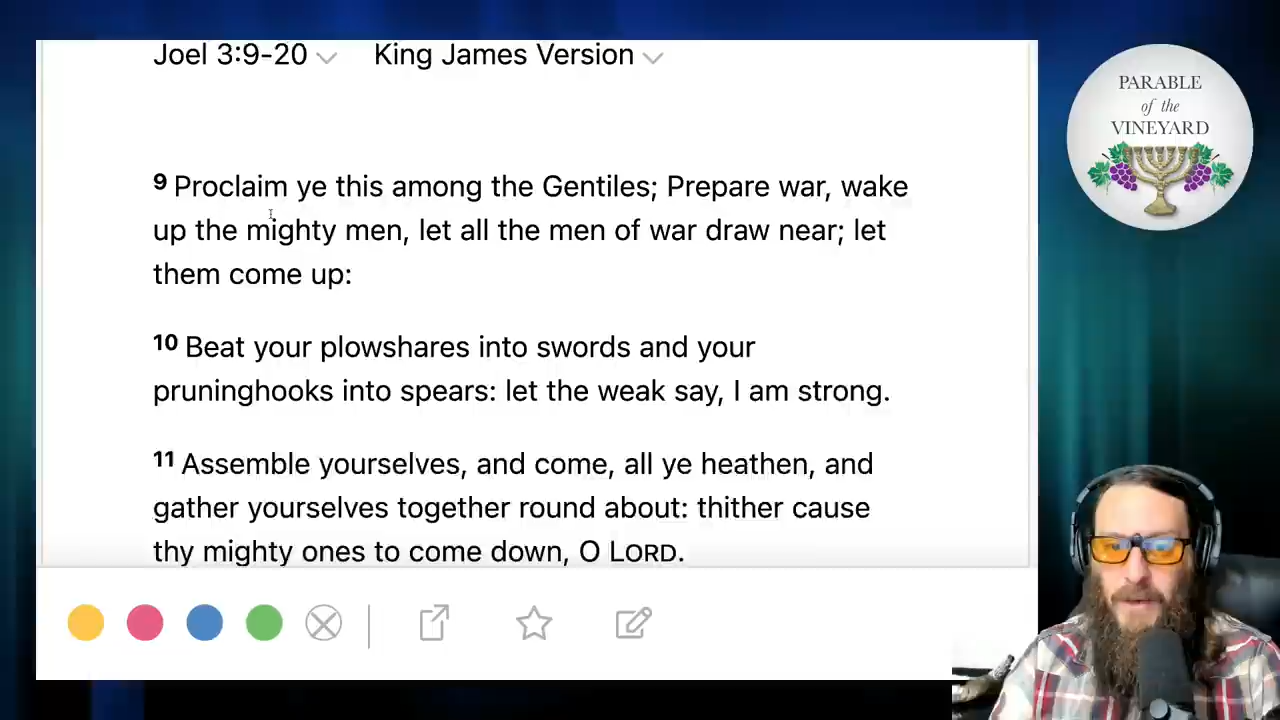 Joel 3:9-20 King James Version
PARABLE
of the
VINEYARD
9 Proclaim ye this among the Gentiles; Prepare war, wake
up the mighty men, let all the men of war draw near; let
them come up:
10 Beat your plowshares into swords and your
pruninghooks into spears: let the weak say, I am strong.
11 Assemble yourselves, and come, all ye heathen, and
gather yourselves together round about: thither cause
thy mighty ones to come down, O LORD.